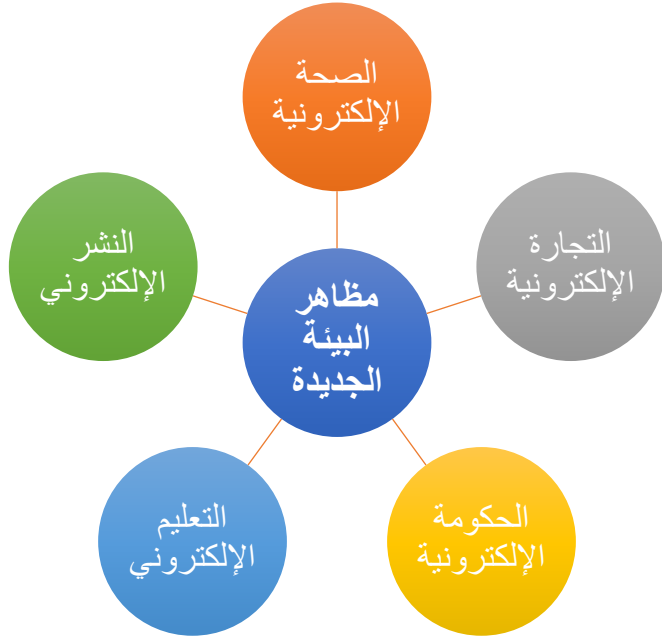 الصحة
الإلكترونية
التجارة
الإلكترونية
النشر
الإلكتروني
مظاهر
البيئة
الجديدة
الحكومة
الإلكترونية
التعليم
الإلكتروني